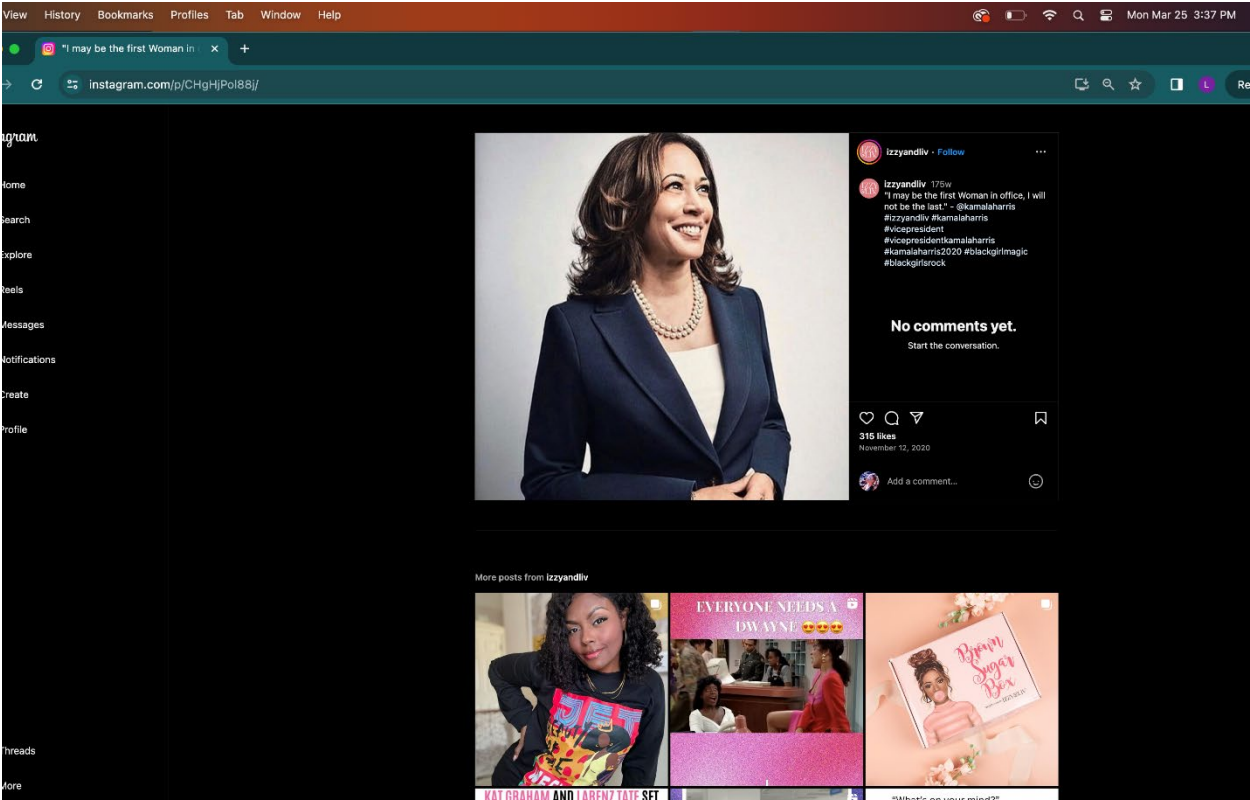 View History Bookmarks Profiles Tab Window Help Mon Mar 25 3:37 PM
"I may be the first Woman in
instagram.com/p/CHgHjPol88j/
L Re
gram
Home
Search
Explore
Reels
Messages
Notifications
Create
Profile
Threads
More
izzyandliv • Follow
izzyandliv 175w
"I may be the first Woman in office, I will
not be the last." - @kamalaharris
#izzyandliv #kamalaharris
#vicepresident
#vicepresidentkamalaharris
#kamalaharris2020 #blackgirlmagic
#blackgirlsrock
No comments yet.
Start the conversation.
315 likes
November 12, 2020
Add a comment...
More posts from izzyandliv
EVERYONE NEEDS A
DWAYNE 😍😍😍
Brown
Sugar
Box
JET
KAT GRAHAM AND LARENZ TATE SET
"What's on your mind?"